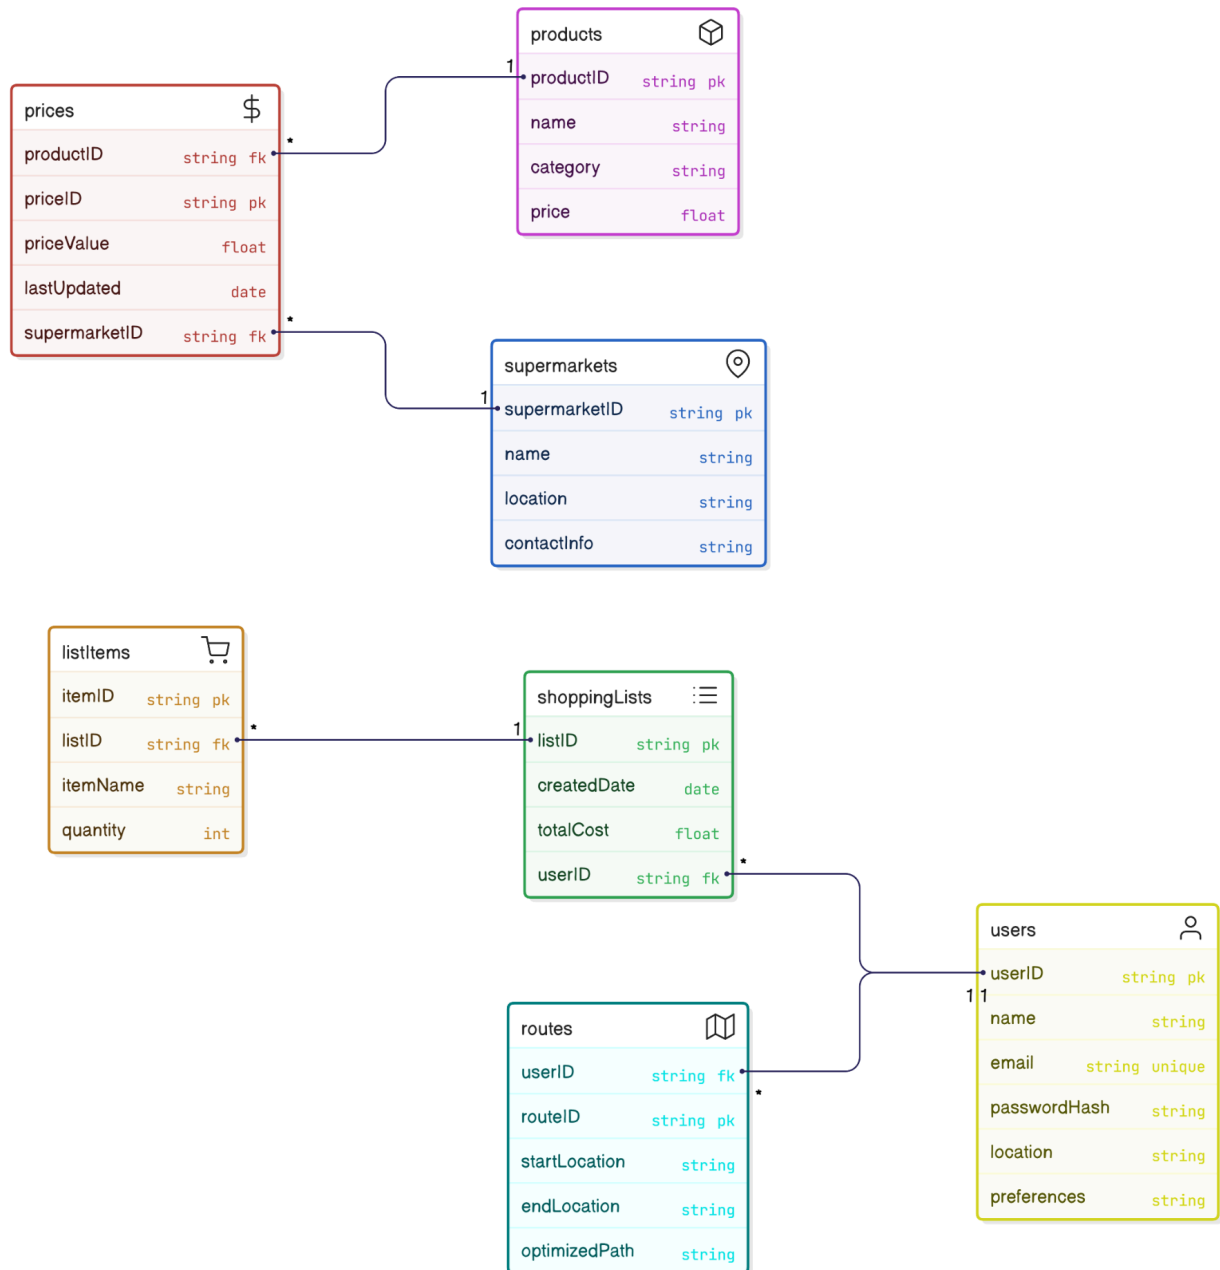 products
productID string pk
name string
category string
price float
prices
productID string fk
priceID string pk
priceValue float
lastUpdated date
supermarketID string fk
1
*
*
1
supermarkets
supermarketID string pk
name string
location string
contactInfo string
listItems
itemID string pk
listID string fk
itemName string
quantity int
*
1
shoppingLists
listID string pk
createdDate date
totalCost float
userID string fk
*
users
userID string pk
name string
email string unique
passwordHash string
location string
preferences string
1 1
routes
userID string fk
routeID string pk
startLocation string
endLocation string
optimizedPath string
*